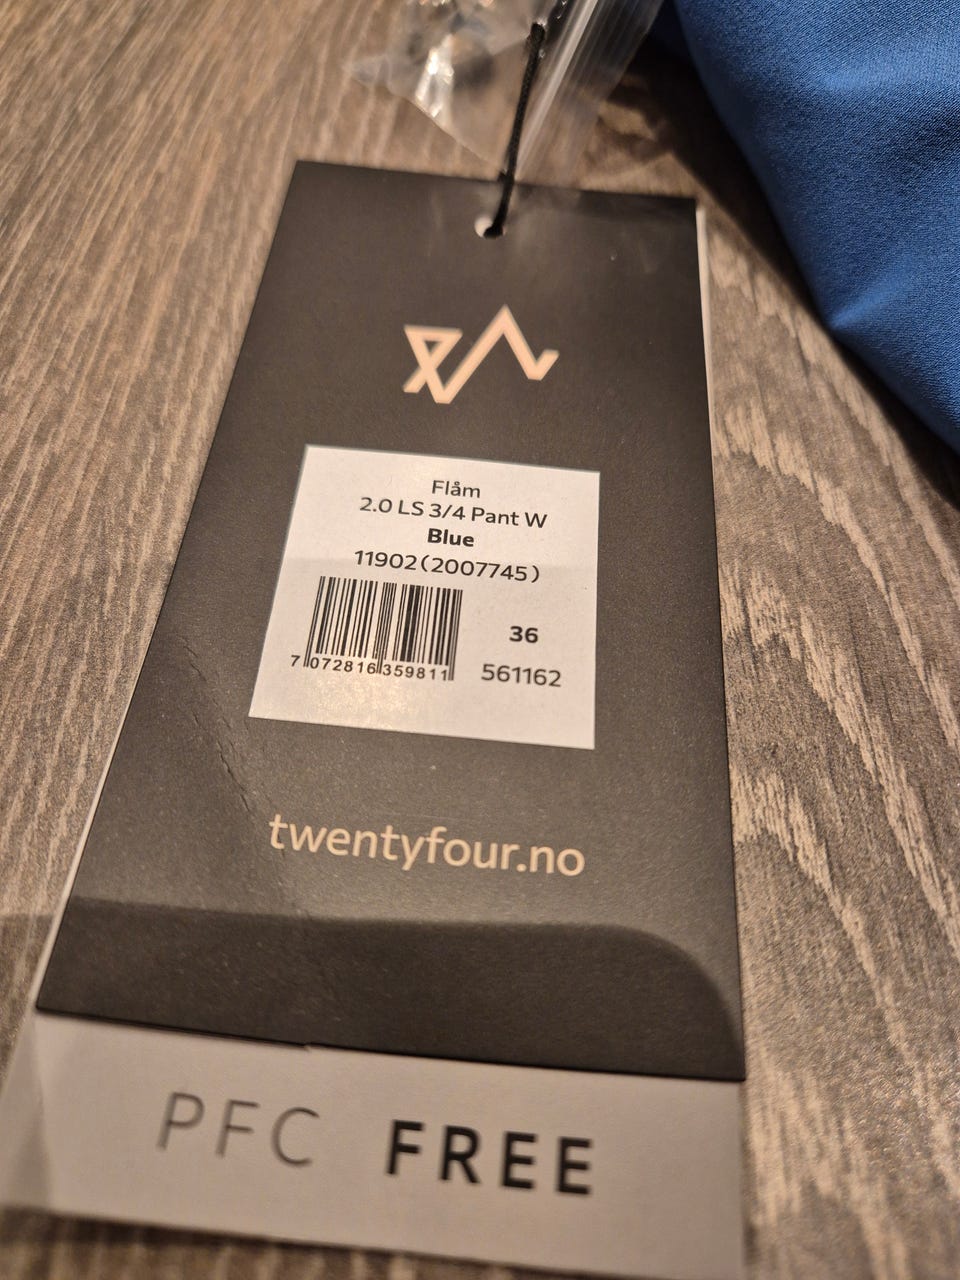 Flåm
2.0 LS 3/4 Pant W
Blue
11902(2007745)
36
7 072816 359811
561162
twentyfour.no
PFC FREE